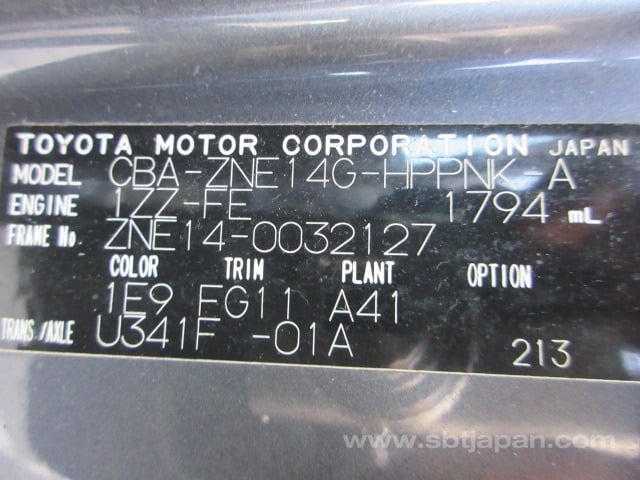 TOYOTA MOTOR CORPORATION JAPAN
MODEL CBA-ZNE14G-HPPNK-A
ENGINE 1ZZ-FE 1794 mL
FRAME No ZNE14-0032127
COLOR TRIM PLANT OPTION
1E9 FG11 A41
TRANS./AXLE U341F -01A 213
www.sbtjapan.com